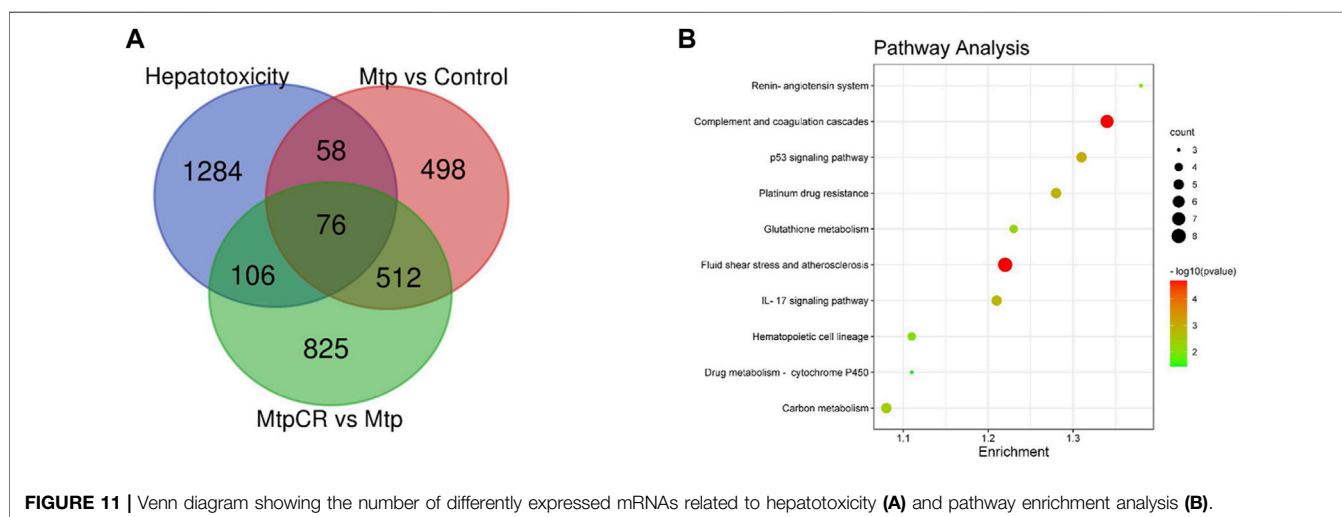 A
Hepatotoxicity
Mtp vs Control
58
1284
498
76
106
512
825
MtpCR vs Mtp
B
Pathway Analysis
Renin- angiotensin system
Complement and coagulation cascades
p53 signaling pathway
Platinum drug resistance
Glutathione metabolism
Fluid shear stress and atherosclerosis
IL- 17 signaling pathway
Hematopoietic cell lineage
Drug metabolism - cytochrome P450
Carbon metabolism
1.1 1.2 1.3
Enrichment
count
3
4
5
6
7
8
- log10(pvalue)
4
3
2
FIGURE 11 | Venn diagram showing the number of differently expressed mRNAs related to hepatotoxicity (A) and pathway enrichment analysis (B).